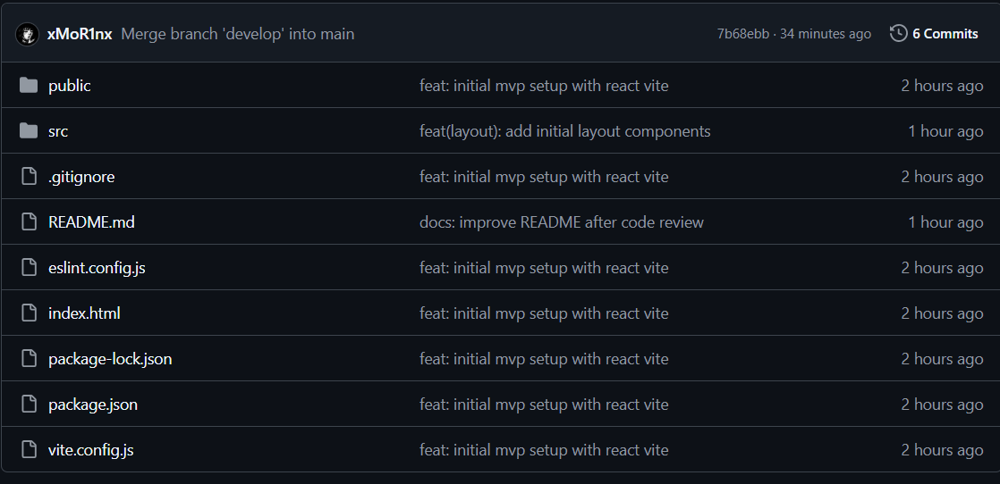 xMoR1nx Merge branch 'develop' into main 7b68ebb · 34 minutes ago 6 Commits
public feat: initial mvp setup with react vite 2 hours ago
src feat(layout): add initial layout components 1 hour ago
.gitignore feat: initial mvp setup with react vite 2 hours ago
README.md docs: improve README after code review 1 hour ago
eslint.config.js feat: initial mvp setup with react vite 2 hours ago
index.html feat: initial mvp setup with react vite 2 hours ago
package-lock.json feat: initial mvp setup with react vite 2 hours ago
package.json feat: initial mvp setup with react vite 2 hours ago
vite.config.js feat: initial mvp setup with react vite 2 hours ago